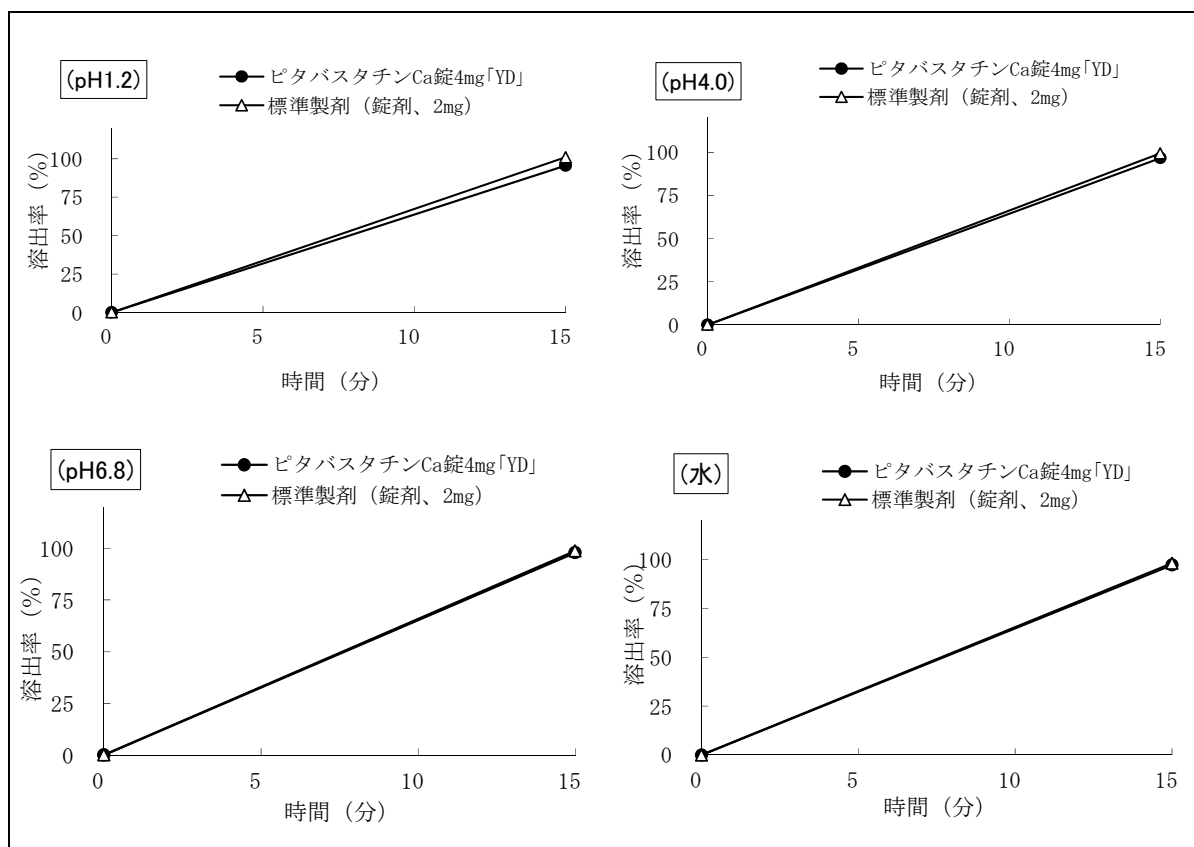 (pH1.2)
ピタバスタチンCa錠4mg「YD」
標準製剤（錠剤、2mg）
溶出率（%）
100
75
50
25
0
0 5 10 15
時間（分）
(pH4.0)
ピタバスタチンCa錠4mg「YD」
標準製剤（錠剤、2mg）
溶出率（%）
100
75
50
25
0
0 5 10 15
時間（分）
(pH6.8)
ピタバスタチンCa錠4mg「YD」
標準製剤（錠剤、2mg）
溶出率（%）
100
75
50
25
0
0 5 10 15
時間（分）
(水)
ピタバスタチンCa錠4mg「YD」
標準製剤（錠剤、2mg）
溶出率（%）
100
75
50
25
0
0 5 10 15
時間（分）